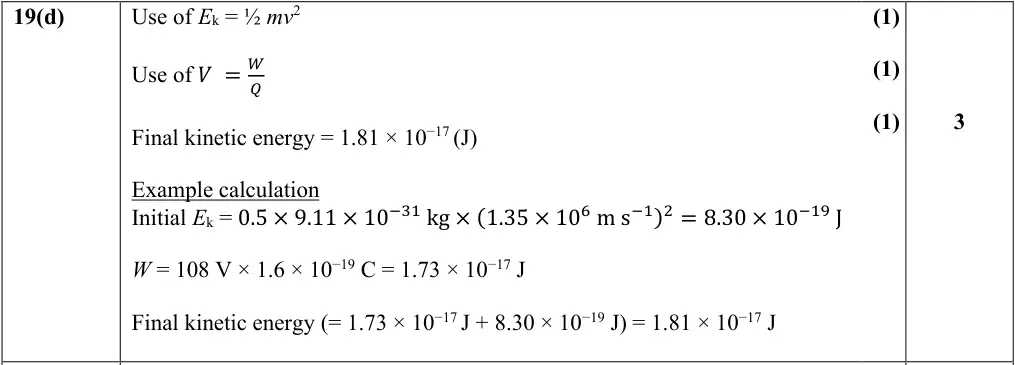 19(d) Use of Eₖ = ½ mv² (1)
Use of V = W/Q (1)
Final kinetic energy = 1.81 × 10⁻¹⁷ (J) (1) 3
Example calculation
Initial Eₖ = 0.5 × 9.11 × 10⁻³¹ kg × (1.35 × 10⁶ m s⁻¹)² = 8.30 × 10⁻¹⁹ J
W = 108 V × 1.6 × 10⁻¹⁹ C = 1.73 × 10⁻¹⁷ J
Final kinetic energy (= 1.73 × 10⁻¹⁷ J + 8.30 × 10⁻¹⁹ J) = 1.81 × 10⁻¹⁷ J